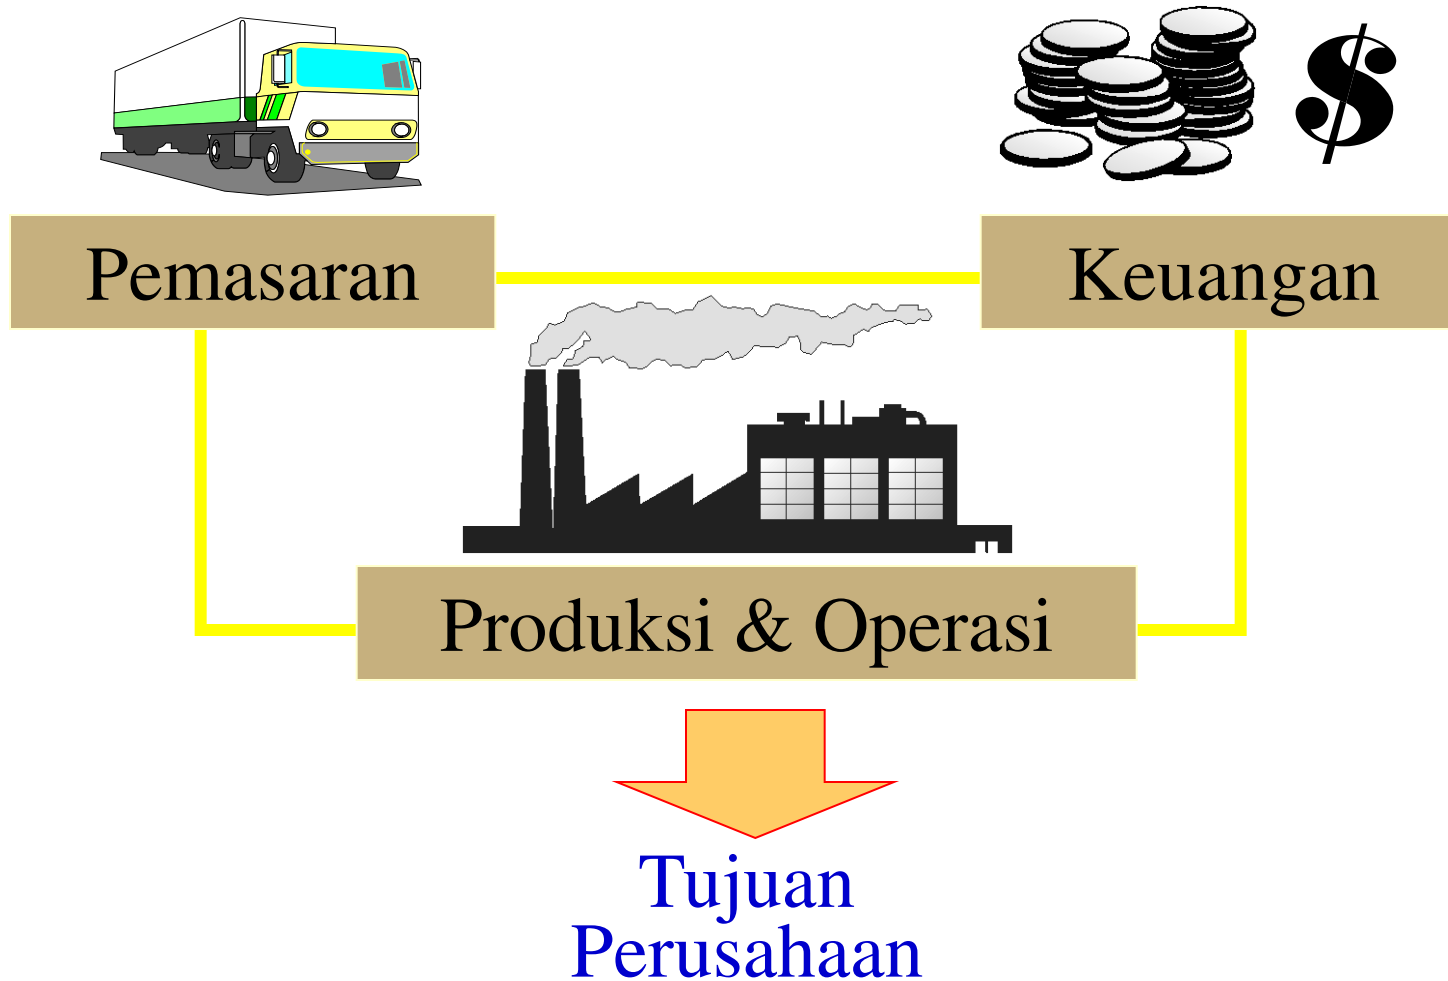 $
Pemasaran
Keuangan
Produksi & Operasi
Tujuan
Perusahaan